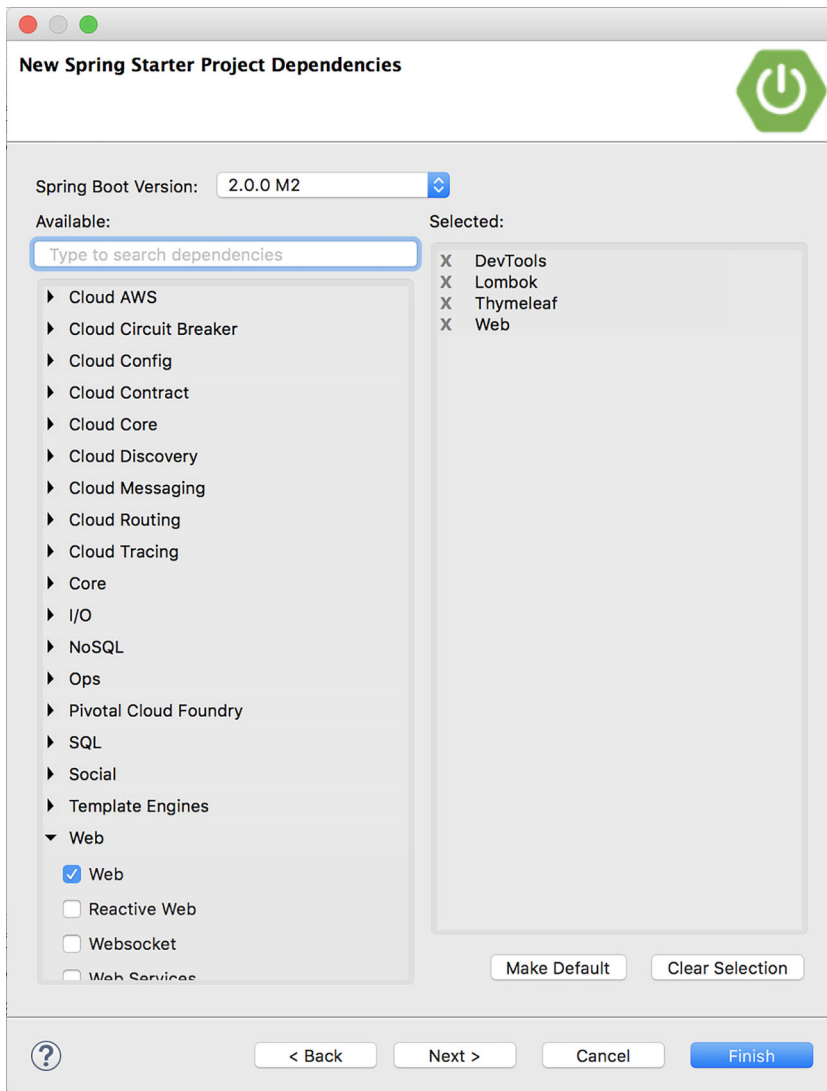 New Spring Starter Project Dependencies
Spring Boot Version: 2.0.0 M2
Available:
Type to search dependencies
Cloud AWS
Cloud Circuit Breaker
Cloud Config
Cloud Contract
Cloud Core
Cloud Discovery
Cloud Messaging
Cloud Routing
Cloud Tracing
Core
I/O
NoSQL
Ops
Pivotal Cloud Foundry
SQL
Social
Template Engines
Web
Web
Reactive Web
Websocket
Web Services
Selected:
X DevTools
X Lombok
X Thymeleaf
X Web
Make Default Clear Selection
? < Back Next > Cancel Finish